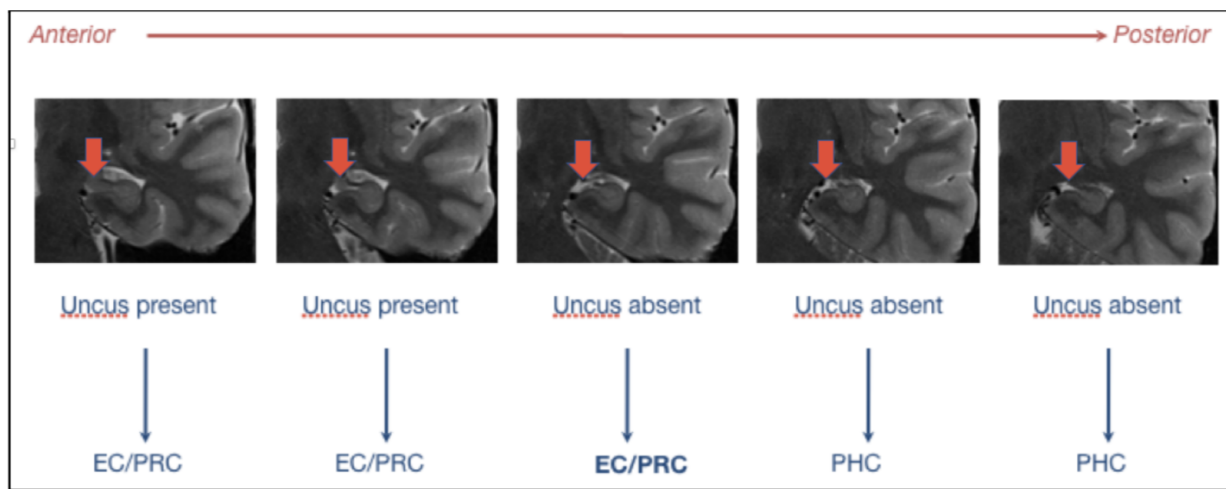 Anterior Posterior
Uncus present Uncus present Uncus absent Uncus absent Uncus absent
EC/PRC EC/PRC EC/PRC PHC PHC